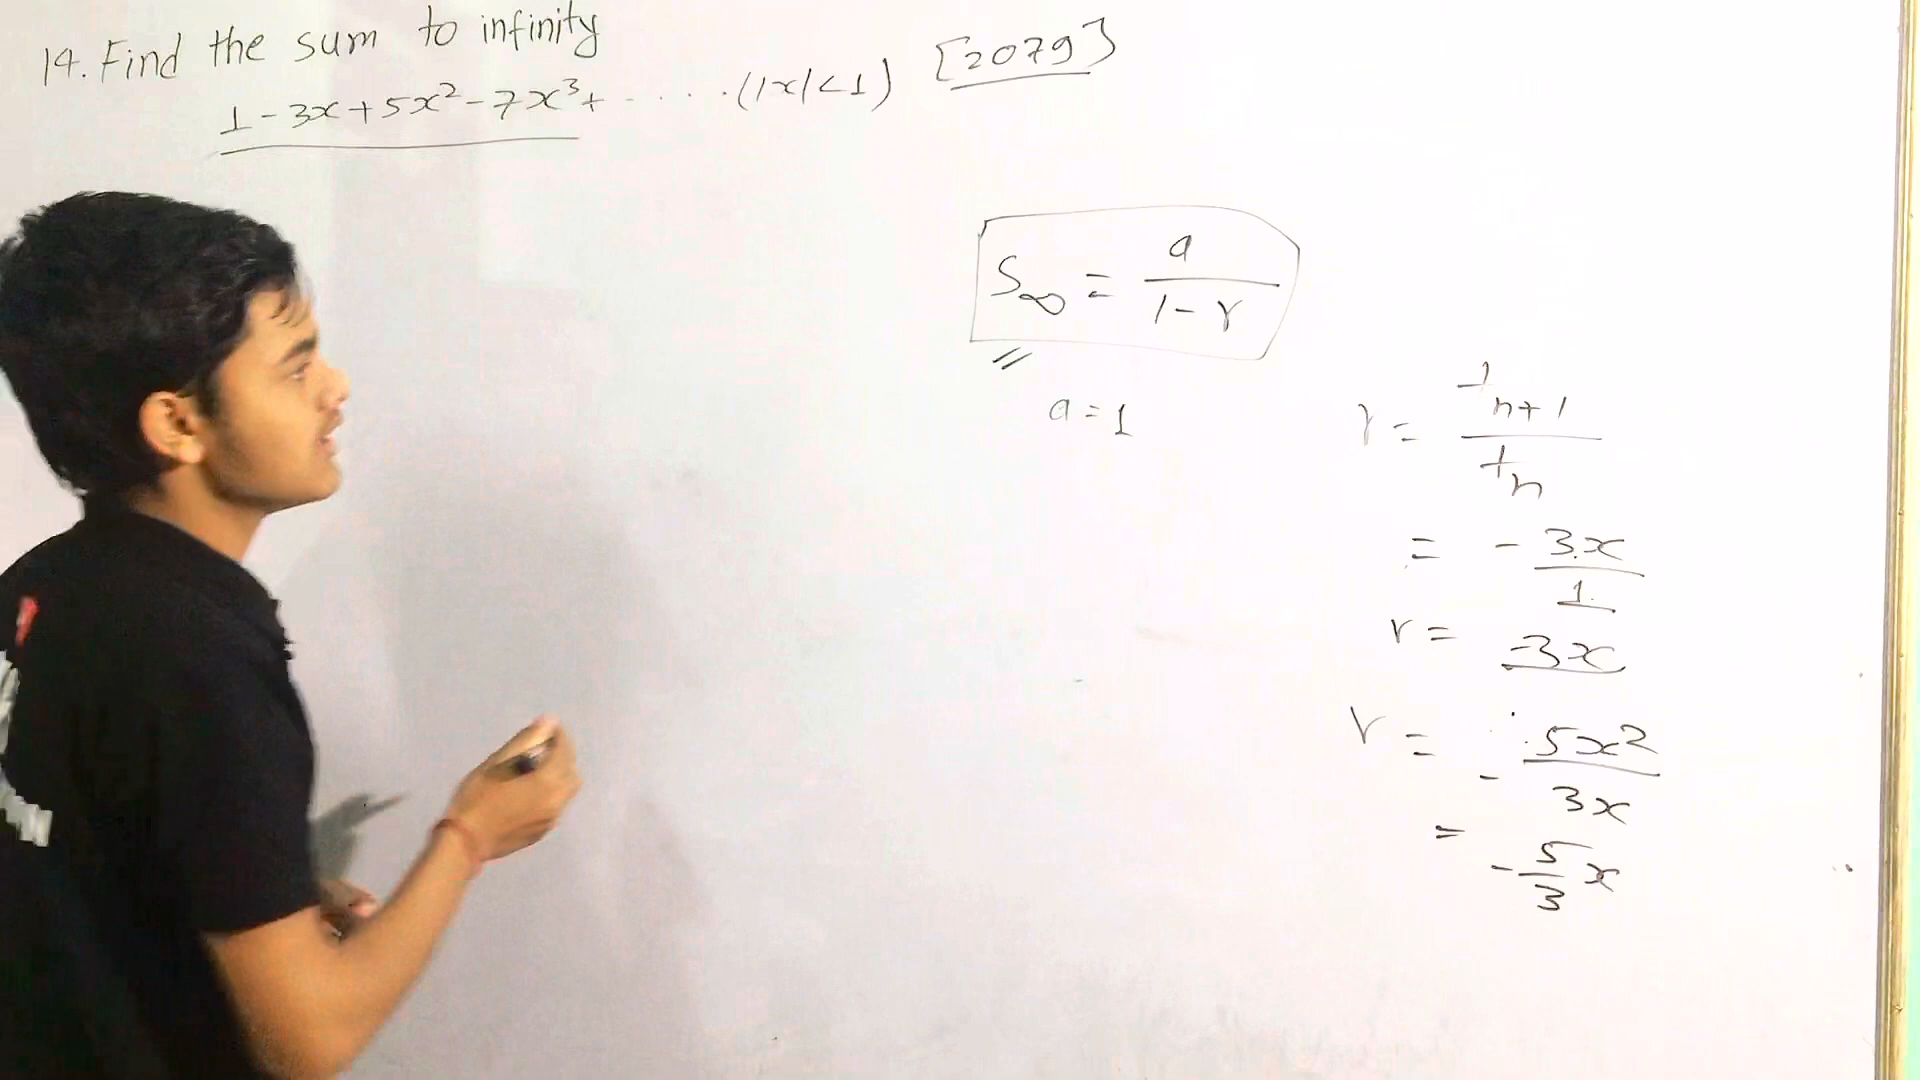 14. Find the sum to infinity
1 - 3x + 5x² - 7x³ + ..... (|x| < 1) [2079]
S∞ = a / 1 - r
a = 1
r = tn+1 / tn
= - 3x / 1
r = -3x
r = - 5x² / 3x
= - 5/3 x